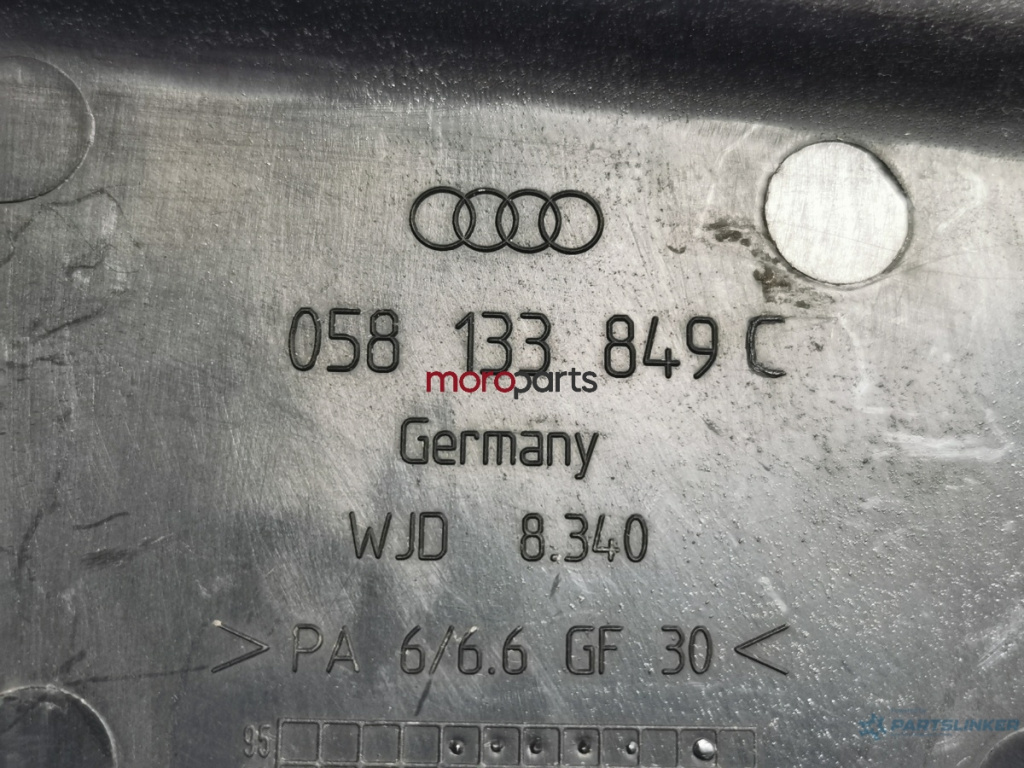 058 133 849 C
moroparts
Germany
WJD 8.340
>PA 6/6.6 GF 30<
95
PARTSLINKER